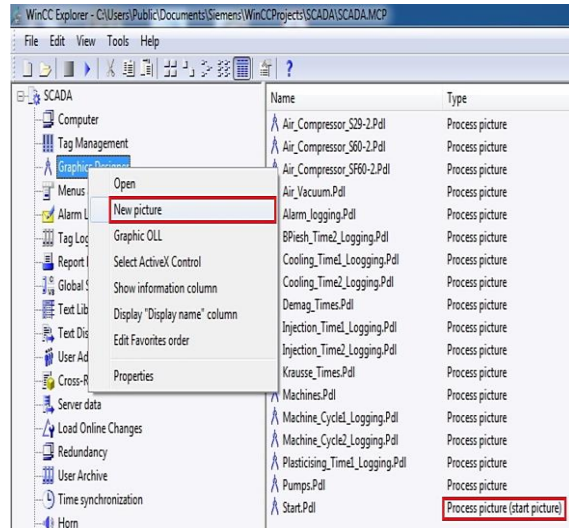 WinCC Explorer - C:\Users\Public\Documents\Siemens\WinCCProjects\SCADA\SCADA.MCP
File Edit View Tools Help
SCADA
Computer
Tag Management
Graphics Designer
Menus
Alarm L
Tag Log
Report
Global S
Text Lib
Text Dis
User Ad
Cross-R
Server data
Load Online Changes
Redundancy
User Archive
Time synchronization
Horn
Open
New picture
Graphic OLL
Select ActiveX Control
Show information column
Display "Display name" column
Edit Favorites order
Properties
Name Type
Air_Compressor_S29-2.Pdl Process picture
Air_Compressor_S60-2.Pdl Process picture
Air_Compressor_SF60-2.Pdl Process picture
Air_Vacuum.Pdl Process picture
Alarm_logging.Pdl Process picture
BPiesh_Time2_Logging.Pdl Process picture
Cooling_Time1_Loogging.Pdl Process picture
Cooling_Time2_Logging.Pdl Process picture
Demag_Times.Pdl Process picture
Injection_Time1_Logging.Pdl Process picture
Injection_Time2_Logging.Pdl Process picture
Krausse_Times.Pdl Process picture
Machines.Pdl Process picture
Machine_Cycle1_Logging.Pdl Process picture
Machine_Cycle2_Logging.Pdl Process picture
Plasticising_Time1_Logging.Pdl Process picture
Pumps.Pdl Process picture
Start.Pdl Process picture (start picture)